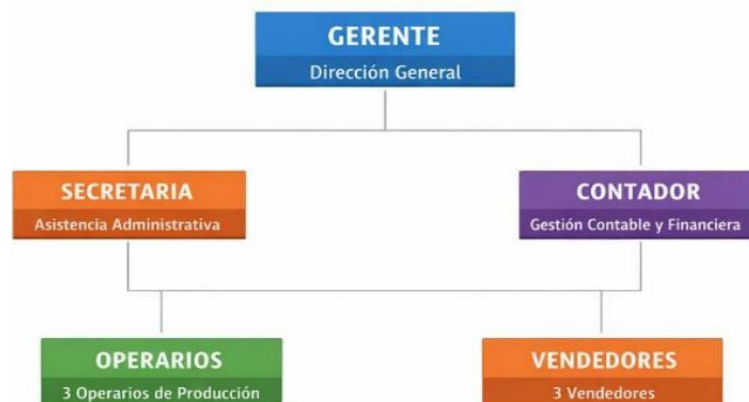 GERENTE
Dirección General
SECRETARIA
Asistencia Administrativa
CONTADOR
Gestión Contable y Financiera
OPERARIOS
3 Operarios de Producción
VENDEDORES
3 Vendedores